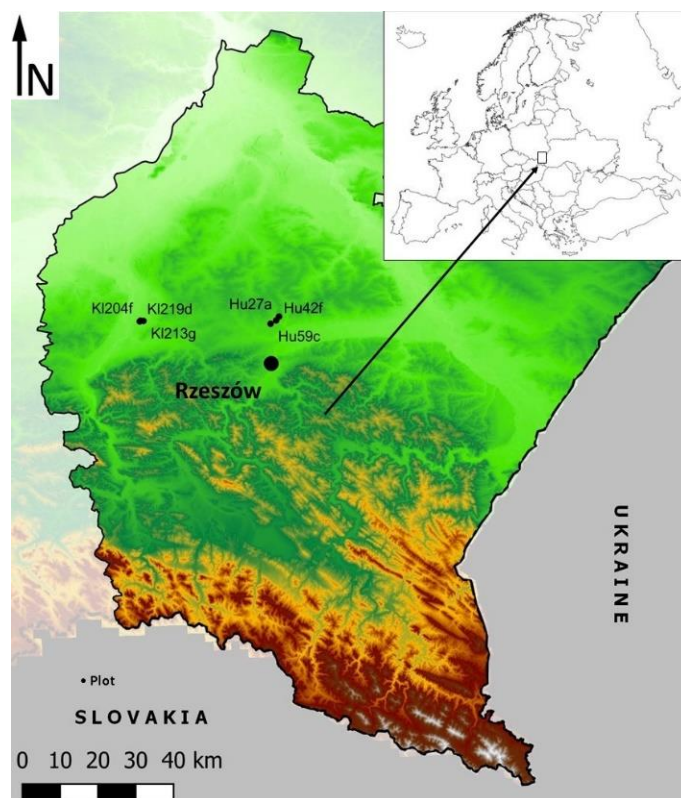 N
Kl204f Kl219d
Kl213g
Hu27a Hu42f
Hu59c
Rzeszów
UKRAINE
Plot
SLOVAKIA
0 10 20 30 40 km